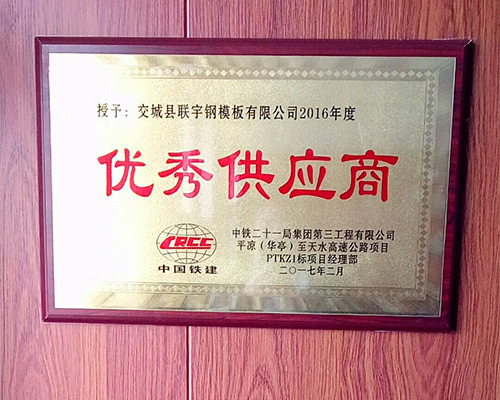 授予：交城县联宇钢模板有限公司2016年度
优秀供应商
CRCC
中国铁建
中铁二十一局集团第三工程有限公司
平凉（华亭）至天水高速公路项目
PTKZ1标项目经理部
二〇一七年二月